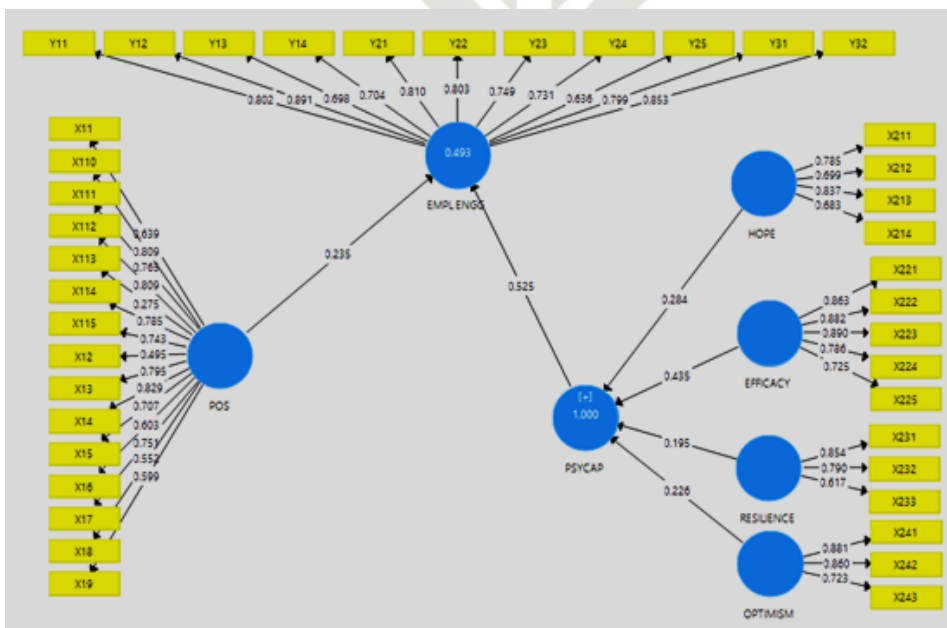 Y11 Y12 Y13 Y14 Y21 Y22 Y23 Y24 Y25 Y31 Y32
0.802 0.891 0.698 0.704 0.810 0.803 0.749 0.731 0.636 0.799 0.853
0.493
EMPL ENGG
X11
X110
X111
X112
X113
X114
X115
X12
X13
X14
X15
X16
X17
X18
X19
0.639
0.809
0.763
0.809
0.275
0.785
0.743
0.495
0.795
0.829
0.707
0.603
0.751
0.552
0.599
POS
0.235
0.525
[+]
1.000
PSYCAP
0.284
0.435
0.195
0.226
HOPE
0.785
0.699
0.837
0.683
X211
X212
X213
X214
EFFICACY
0.863
0.882
0.890
0.786
0.725
X221
X222
X223
X224
X225
RESILIENCE
0.854
0.790
0.617
X231
X232
X233
OPTIMISM
0.881
0.860
0.723
X241
X242
X243